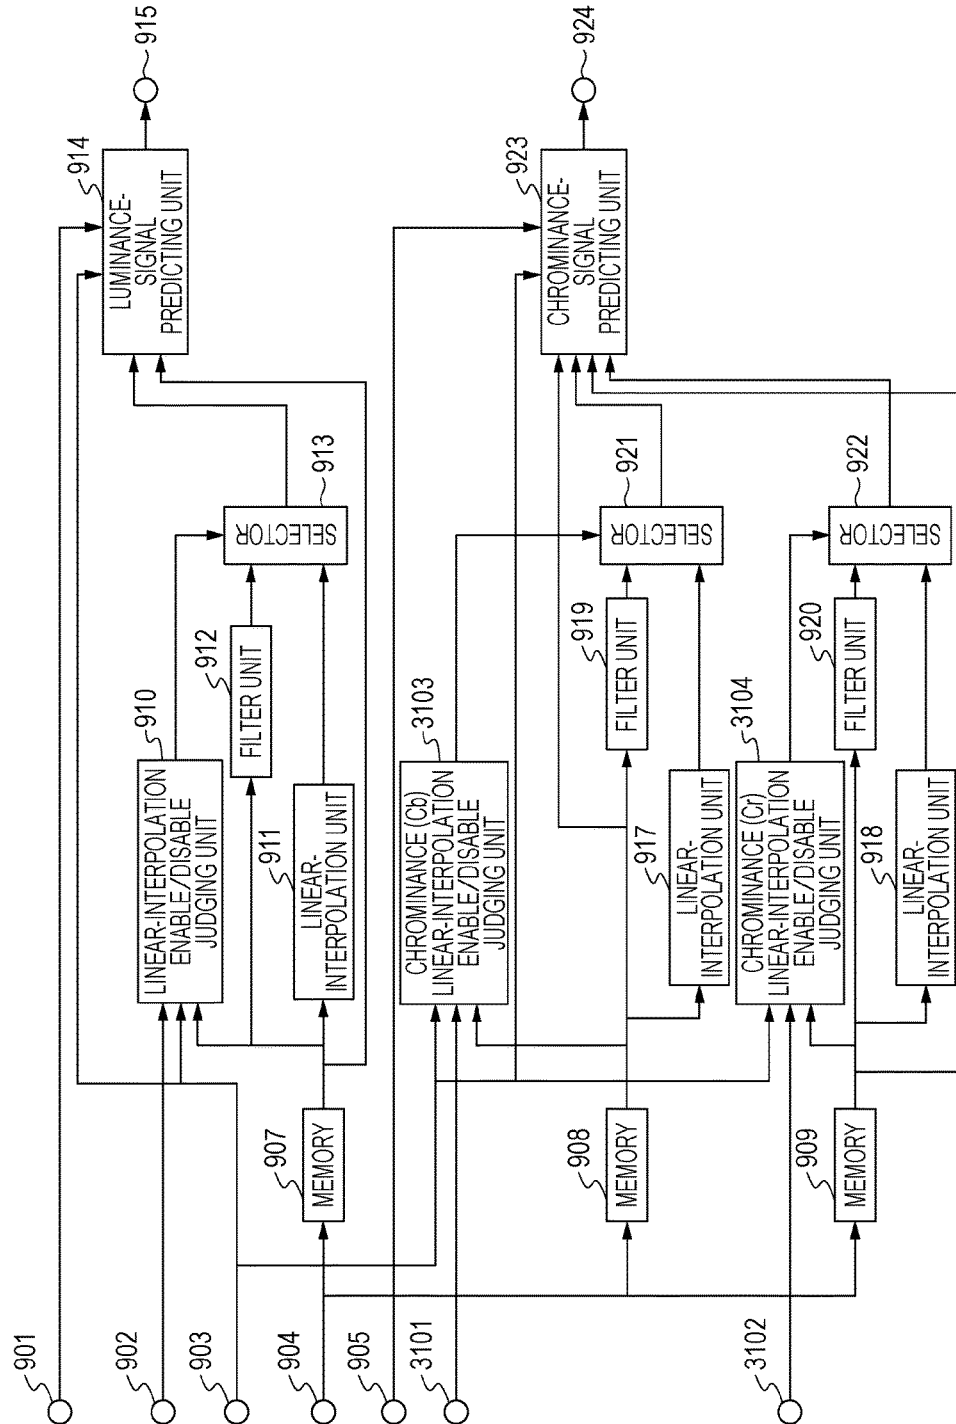 915
914
LUMINANCE-
SIGNAL
PREDICTING UNIT
924
923
CHROMINANCE-
SIGNAL
PREDICTING UNIT
913
SELECTOR
921
SELECTOR
922
SELECTOR
912
FILTER UNIT
919
FILTER UNIT
920
FILTER UNIT
910
LINEAR-INTERPOLATION
ENABLE/DISABLE
JUDGING UNIT
911
LINEAR-
INTERPOLATION UNIT
3103
CHROMINANCE (Cb)
LINEAR-INTERPOLATION
ENABLE/DISABLE
JUDGING UNIT
917
LINEAR-
INTERPOLATION UNIT
3104
CHROMINANCE (Cr)
LINEAR-INTERPOLATION
ENABLE/DISABLE
JUDGING UNIT
918
LINEAR-
INTERPOLATION UNIT
907
MEMORY
908
MEMORY
909
MEMORY
901
902
903
904
905
3101
3102